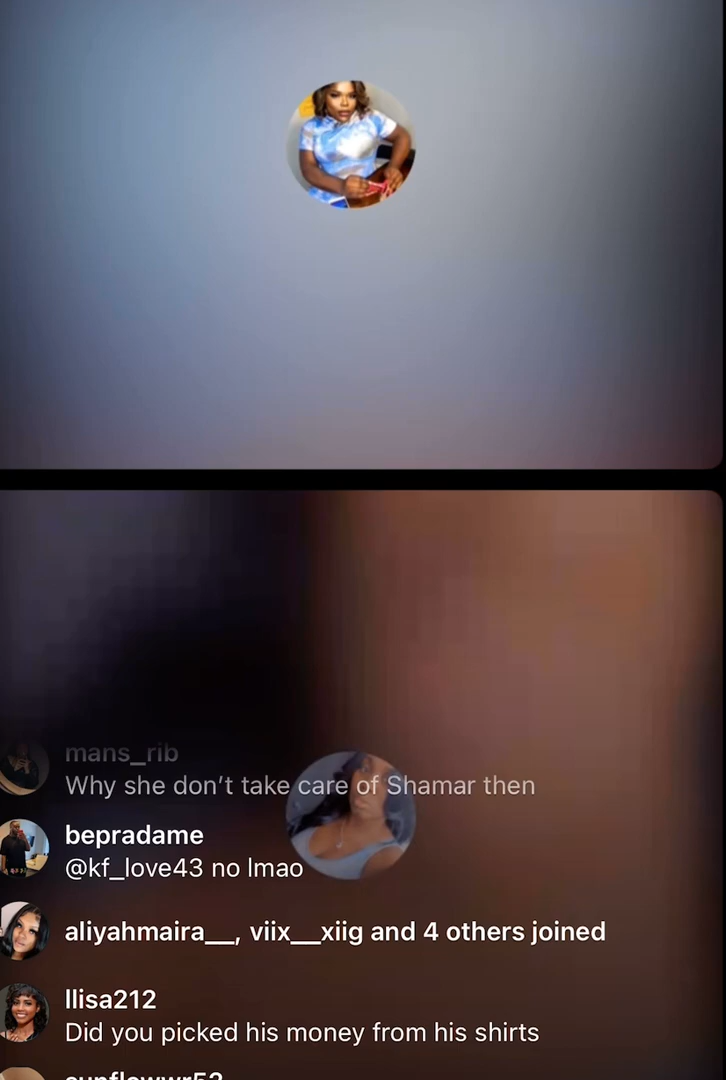 mans_rib
Why she don't take care of Shamar then
bepradame
@kf_love43 no lmao
aliyahmaira__, viix__xiig and 4 others joined
llisa212
Did you picked his money from his shirts